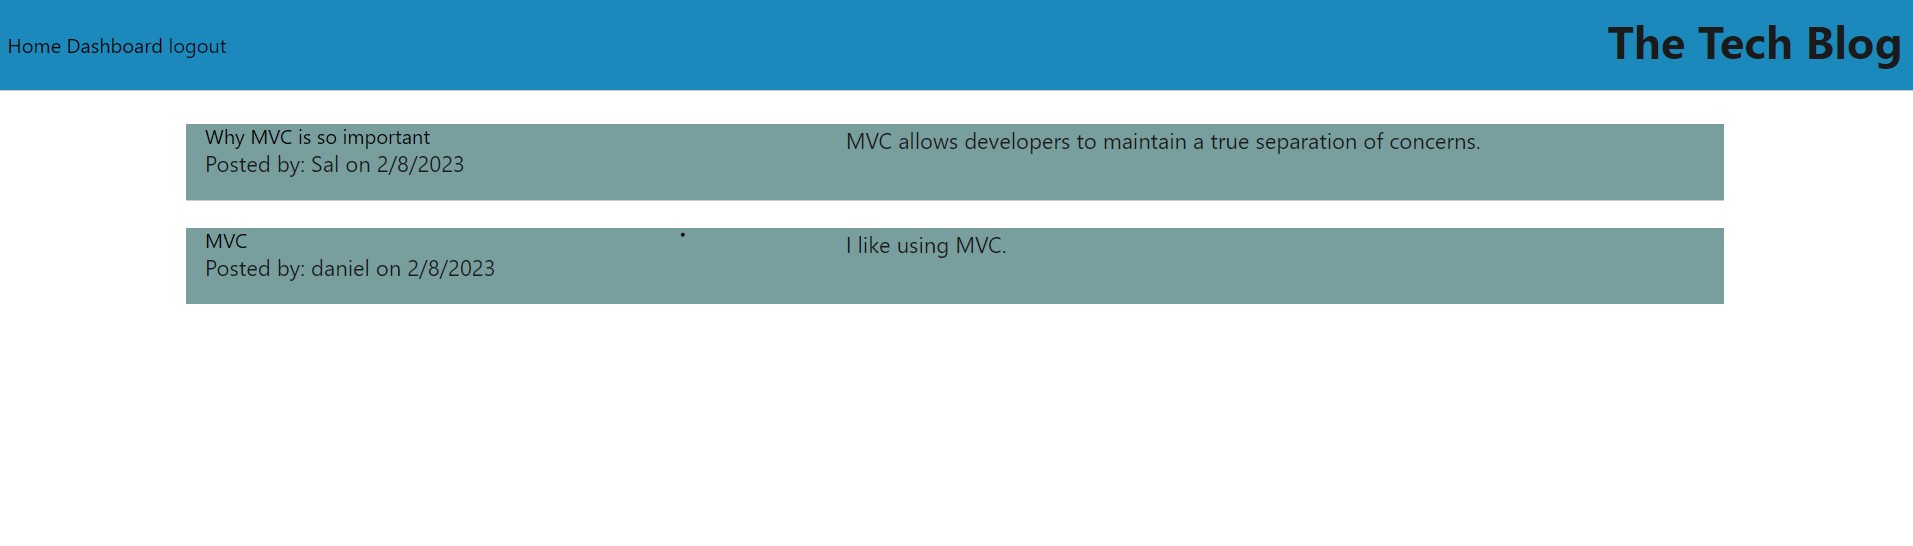 Home Dashboard logout
The Tech Blog
Why MVC is so important
Posted by: Sal on 2/8/2023
MVC allows developers to maintain a true separation of concerns.
MVC
Posted by: daniel on 2/8/2023
I like using MVC.